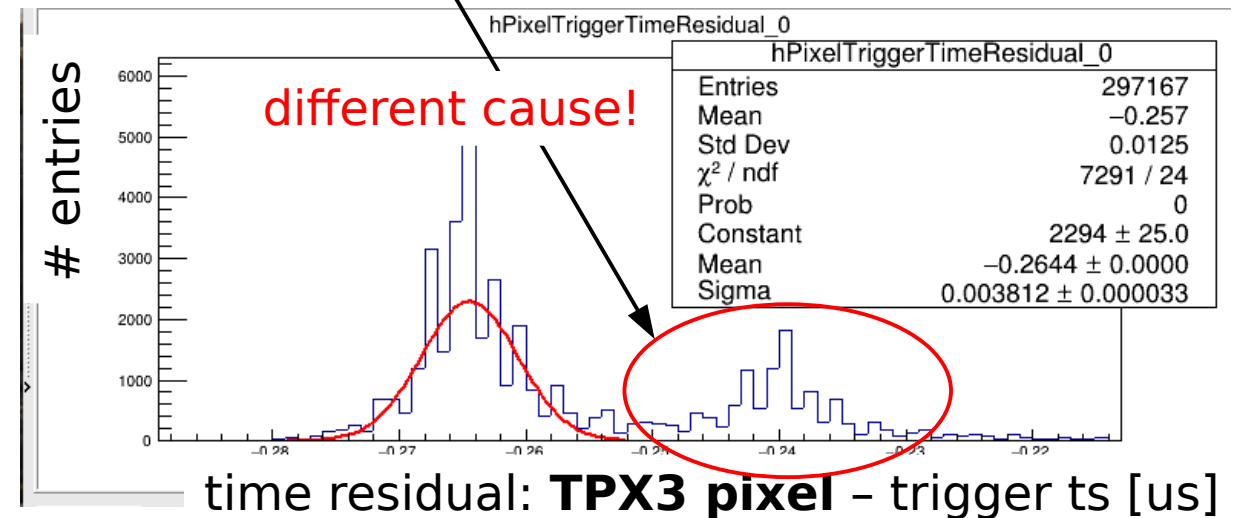 hPixelTriggerTimeResidual_0
hPixelTriggerTimeResidual_0
Entries 297167
Mean −0.257
Std Dev 0.0125
χ² / ndf 7291 / 24
Prob 0
Constant 2294 ± 25.0
Mean −0.2644 ± 0.0000
Sigma 0.003812 ± 0.000033
different cause!
# entries
6000
5000
4000
3000
2000
1000
0
−0.28 −0.27 −0.26 −0.24 −0.22
time residual: TPX3 pixel – trigger ts [us]